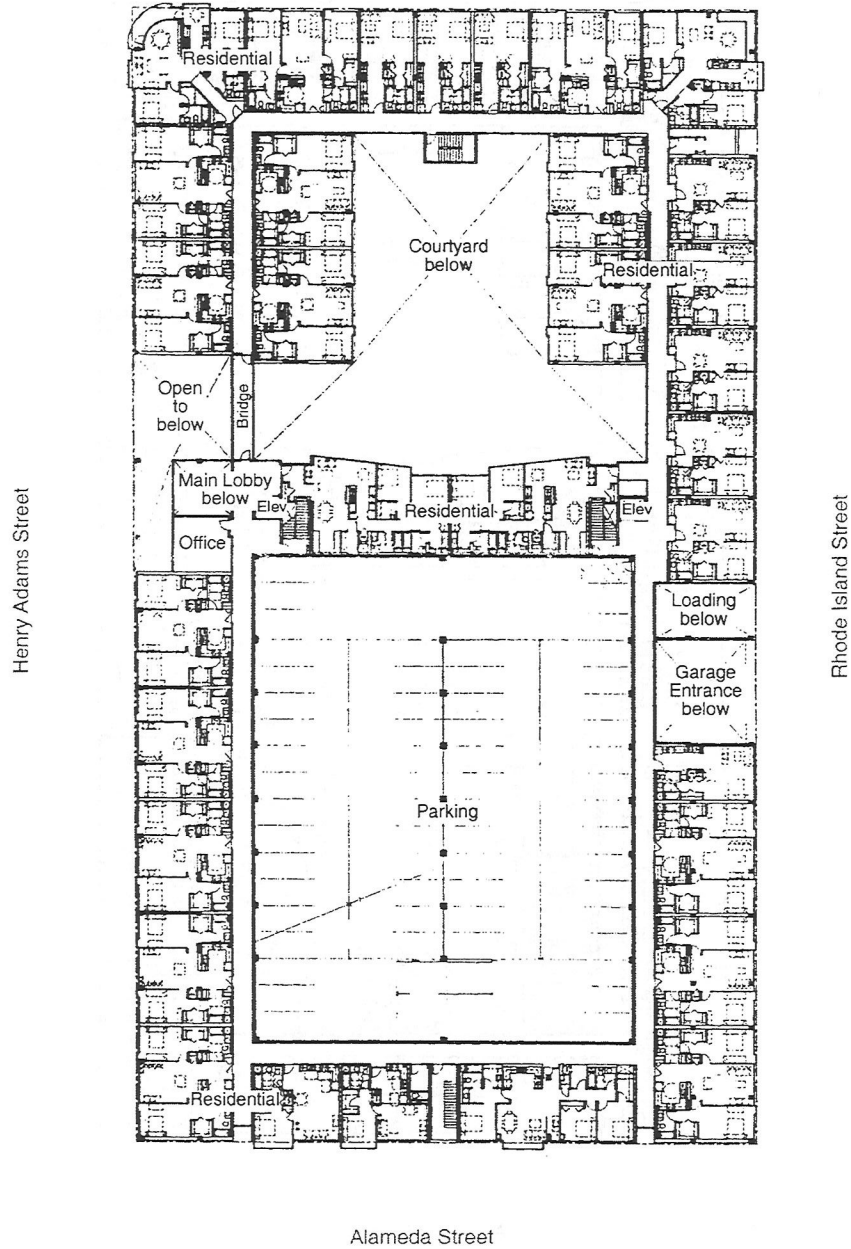 Residential
Courtyard
below
Residential
Open
to
below
Bridge
Main Lobby
below
Elev
Residential
Elev
Office
Henry Adams Street
Rhode Island Street
Loading
below
Garage
Entrance
below
Parking
Residential
Alameda Street